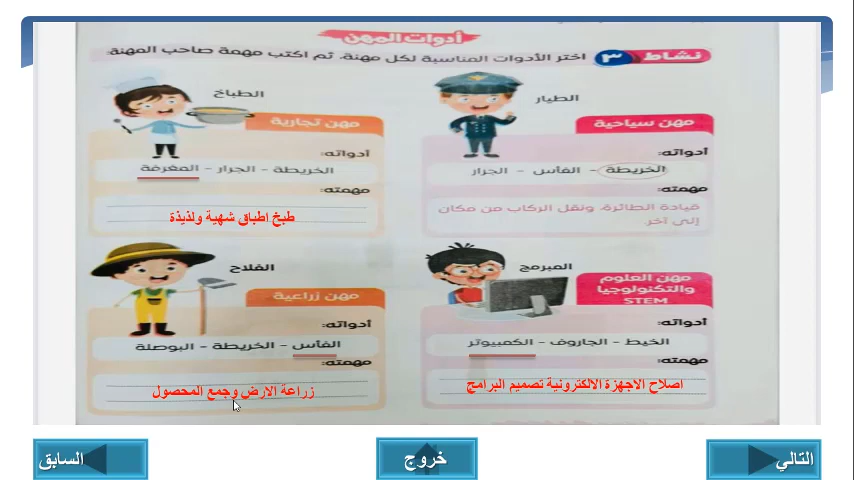 أدوات المهن
نشاط ٣ اختر الأدوات المناسبة لكل مهنة، ثم اكتب مهمة صاحب المهنة:
الطيار
مهن سياحية
أدواته:
الخريطة - الفأس - الجزار
مهمته:
قيادة الطائرة، ونقل الركاب من مكان
إلى آخر.
الطباخ
مهن تجارية
أدواته:
الخريطة - الجرار - المغرفة
مهمته:
طبخ اطباق شهية ولذيذة
المبرمج
مهن العلوم
والتكنولوجيا
STEM
أدواته:
الخيط - الجاروف - الكمبيوتر
مهمته:
اصلاح الاجهزة الالكترونية تصميم البرامج
الفلاح
مهن زراعية
أدواته:
الفأس - الخريطة - البوصلة
مهمته:
زراعة الارض وجمع المحصول
التالي
خروج
السابق